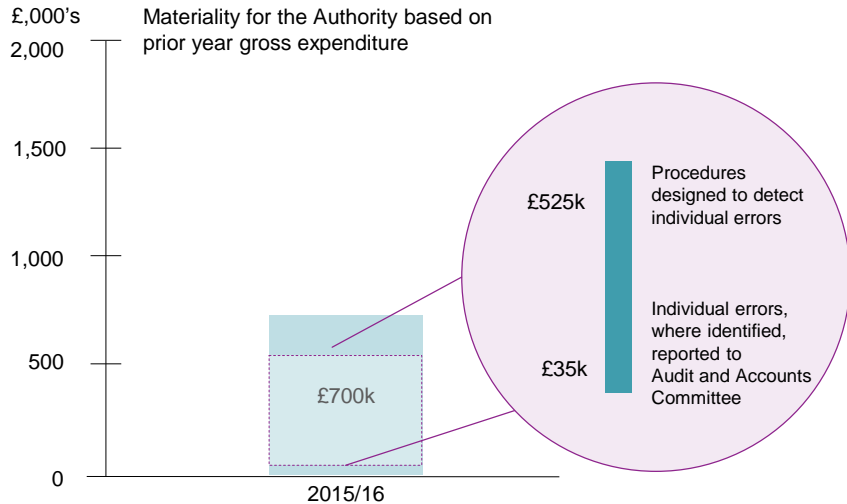 £,000's
Materiality for the Authority based on
prior year gross expenditure
2,000
1,500
1,000
500
0
£700k
2015/16
£525k
Procedures
designed to detect
individual errors
£35k
Individual errors,
where identified,
reported to
Audit and Accounts
Committee